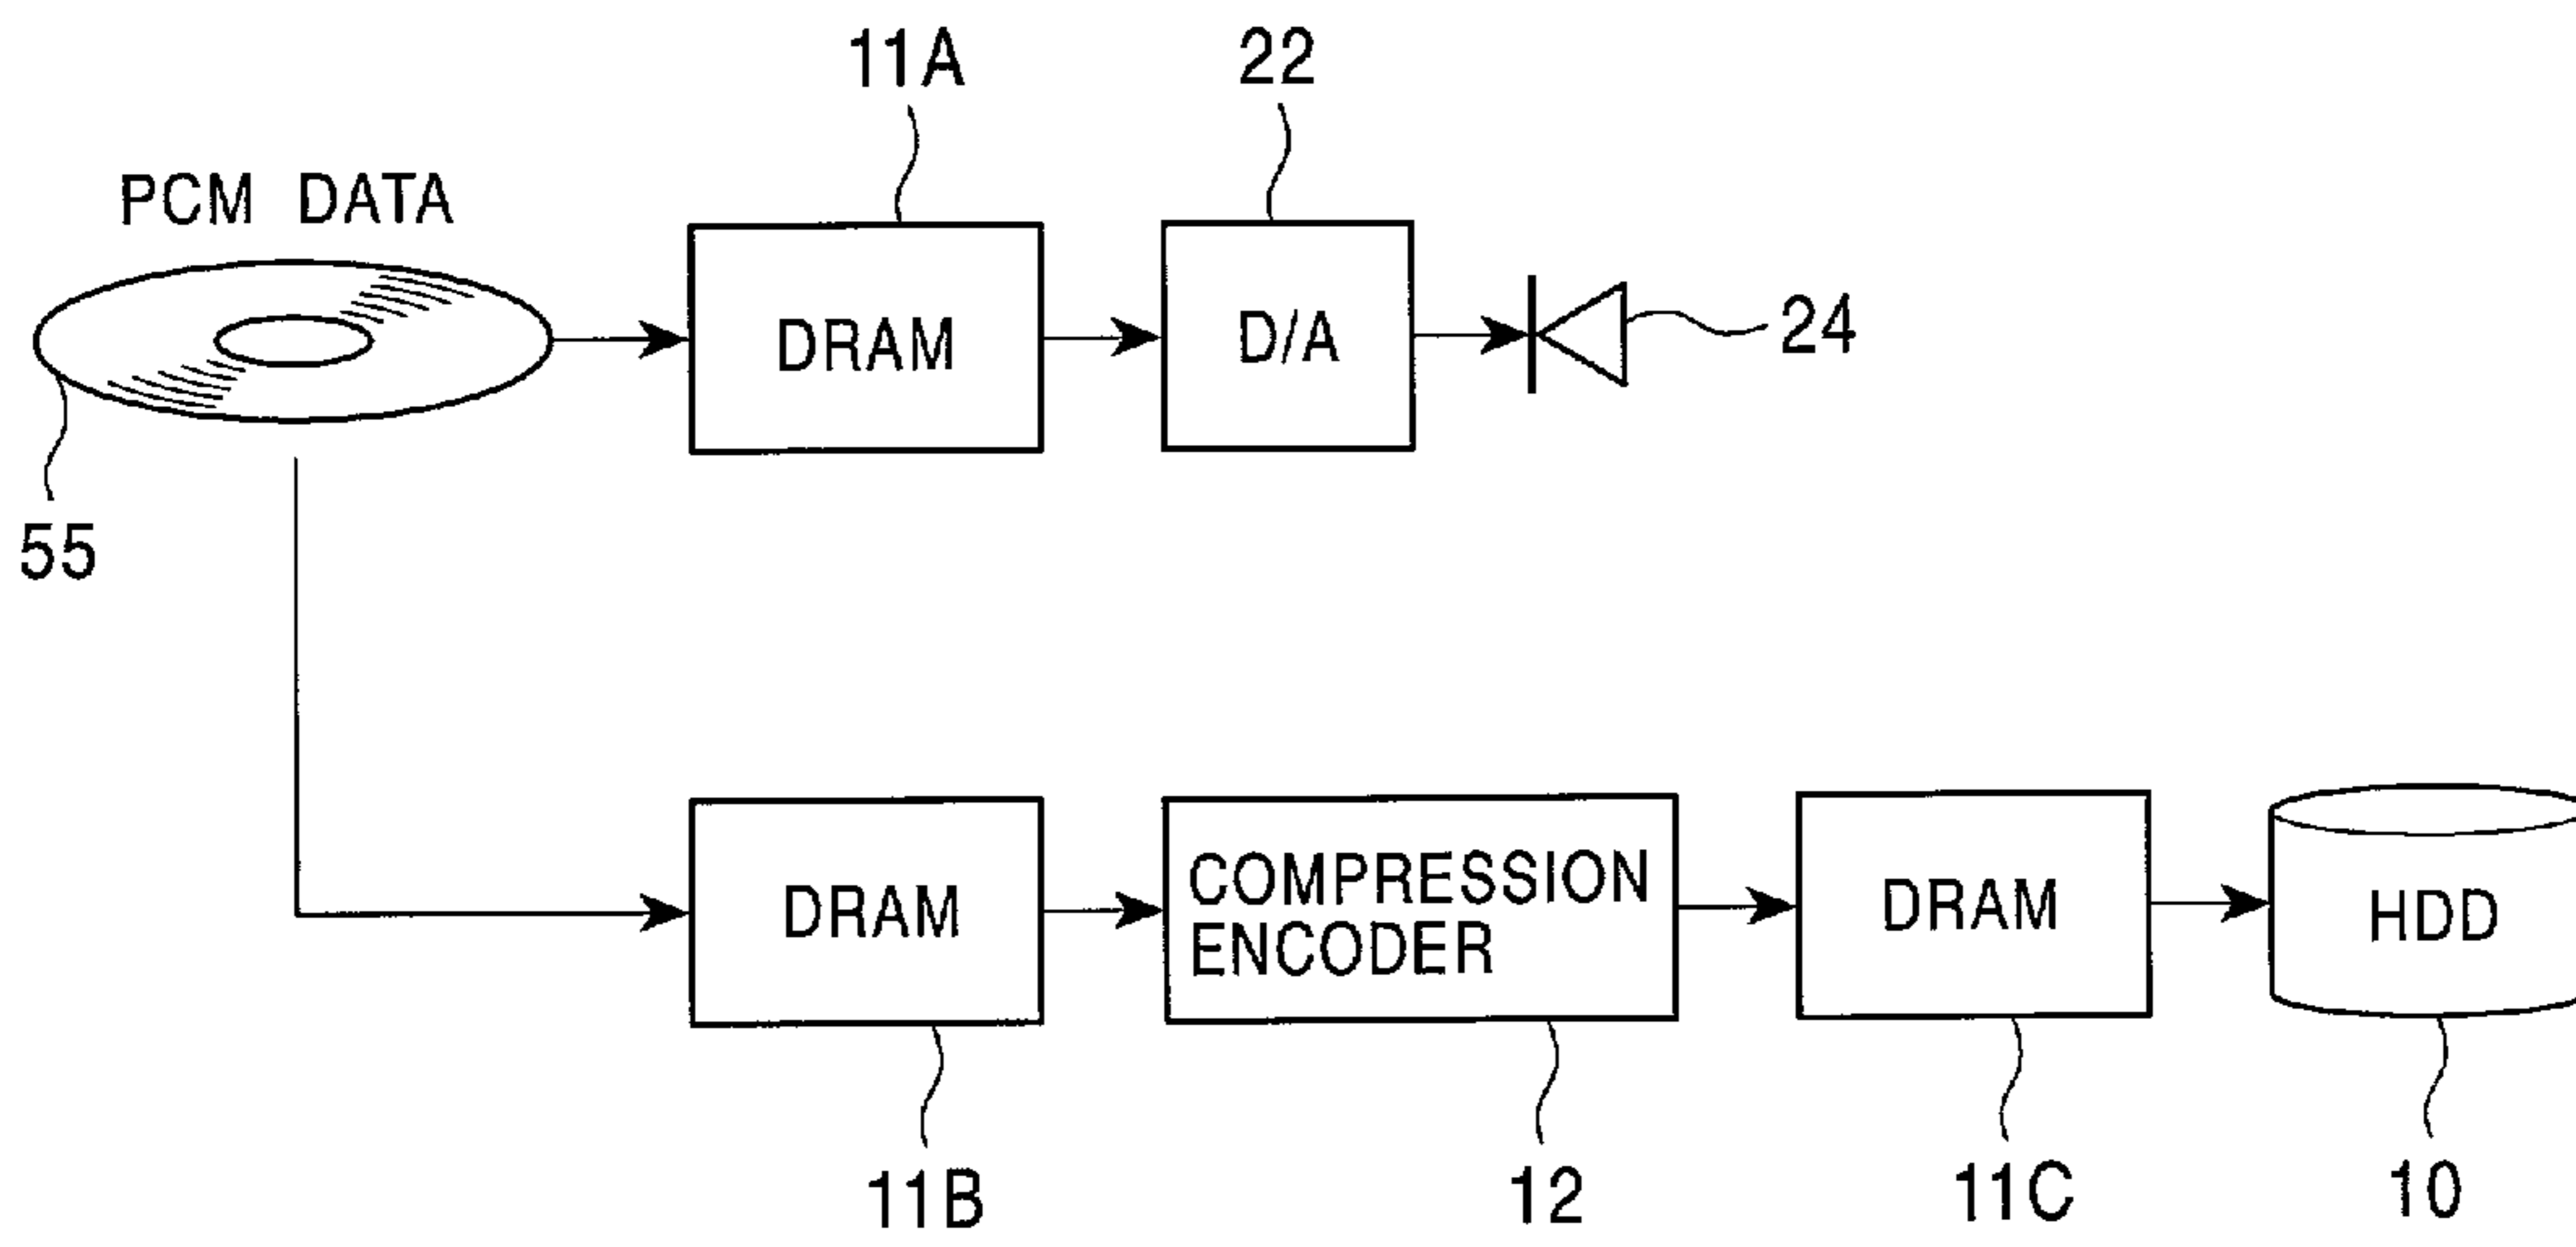 11A
22
PCM DATA
DRAM
D/A
24
55
DRAM
COMPRESSION
ENCODER
DRAM
HDD
11B
12
11C
10